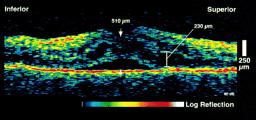 Inferior
Superior
510 µm
230 µm
250
µm
Log Reflection